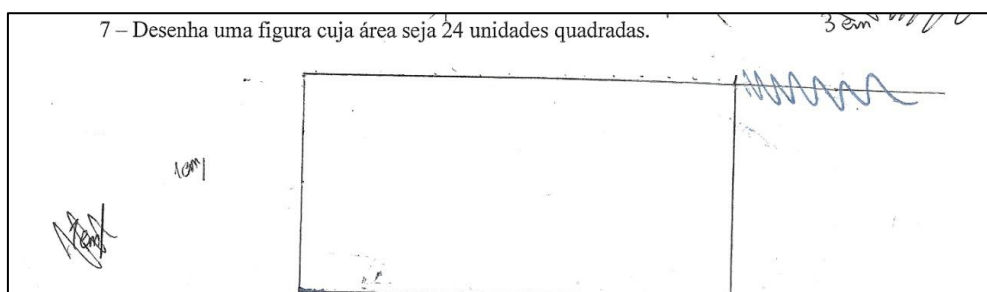 7 – Desenha uma figura cuja área seja 24 unidades quadradas.
3 cm
1cm